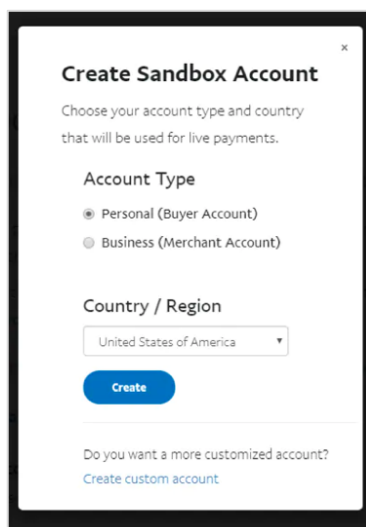 ×
Create Sandbox Account
Choose your account type and country
that will be used for live payments.
Account Type
Personal (Buyer Account)
Business (Merchant Account)
Country / Region
United States of America
Create
Do you want a more customized account?
Create custom account